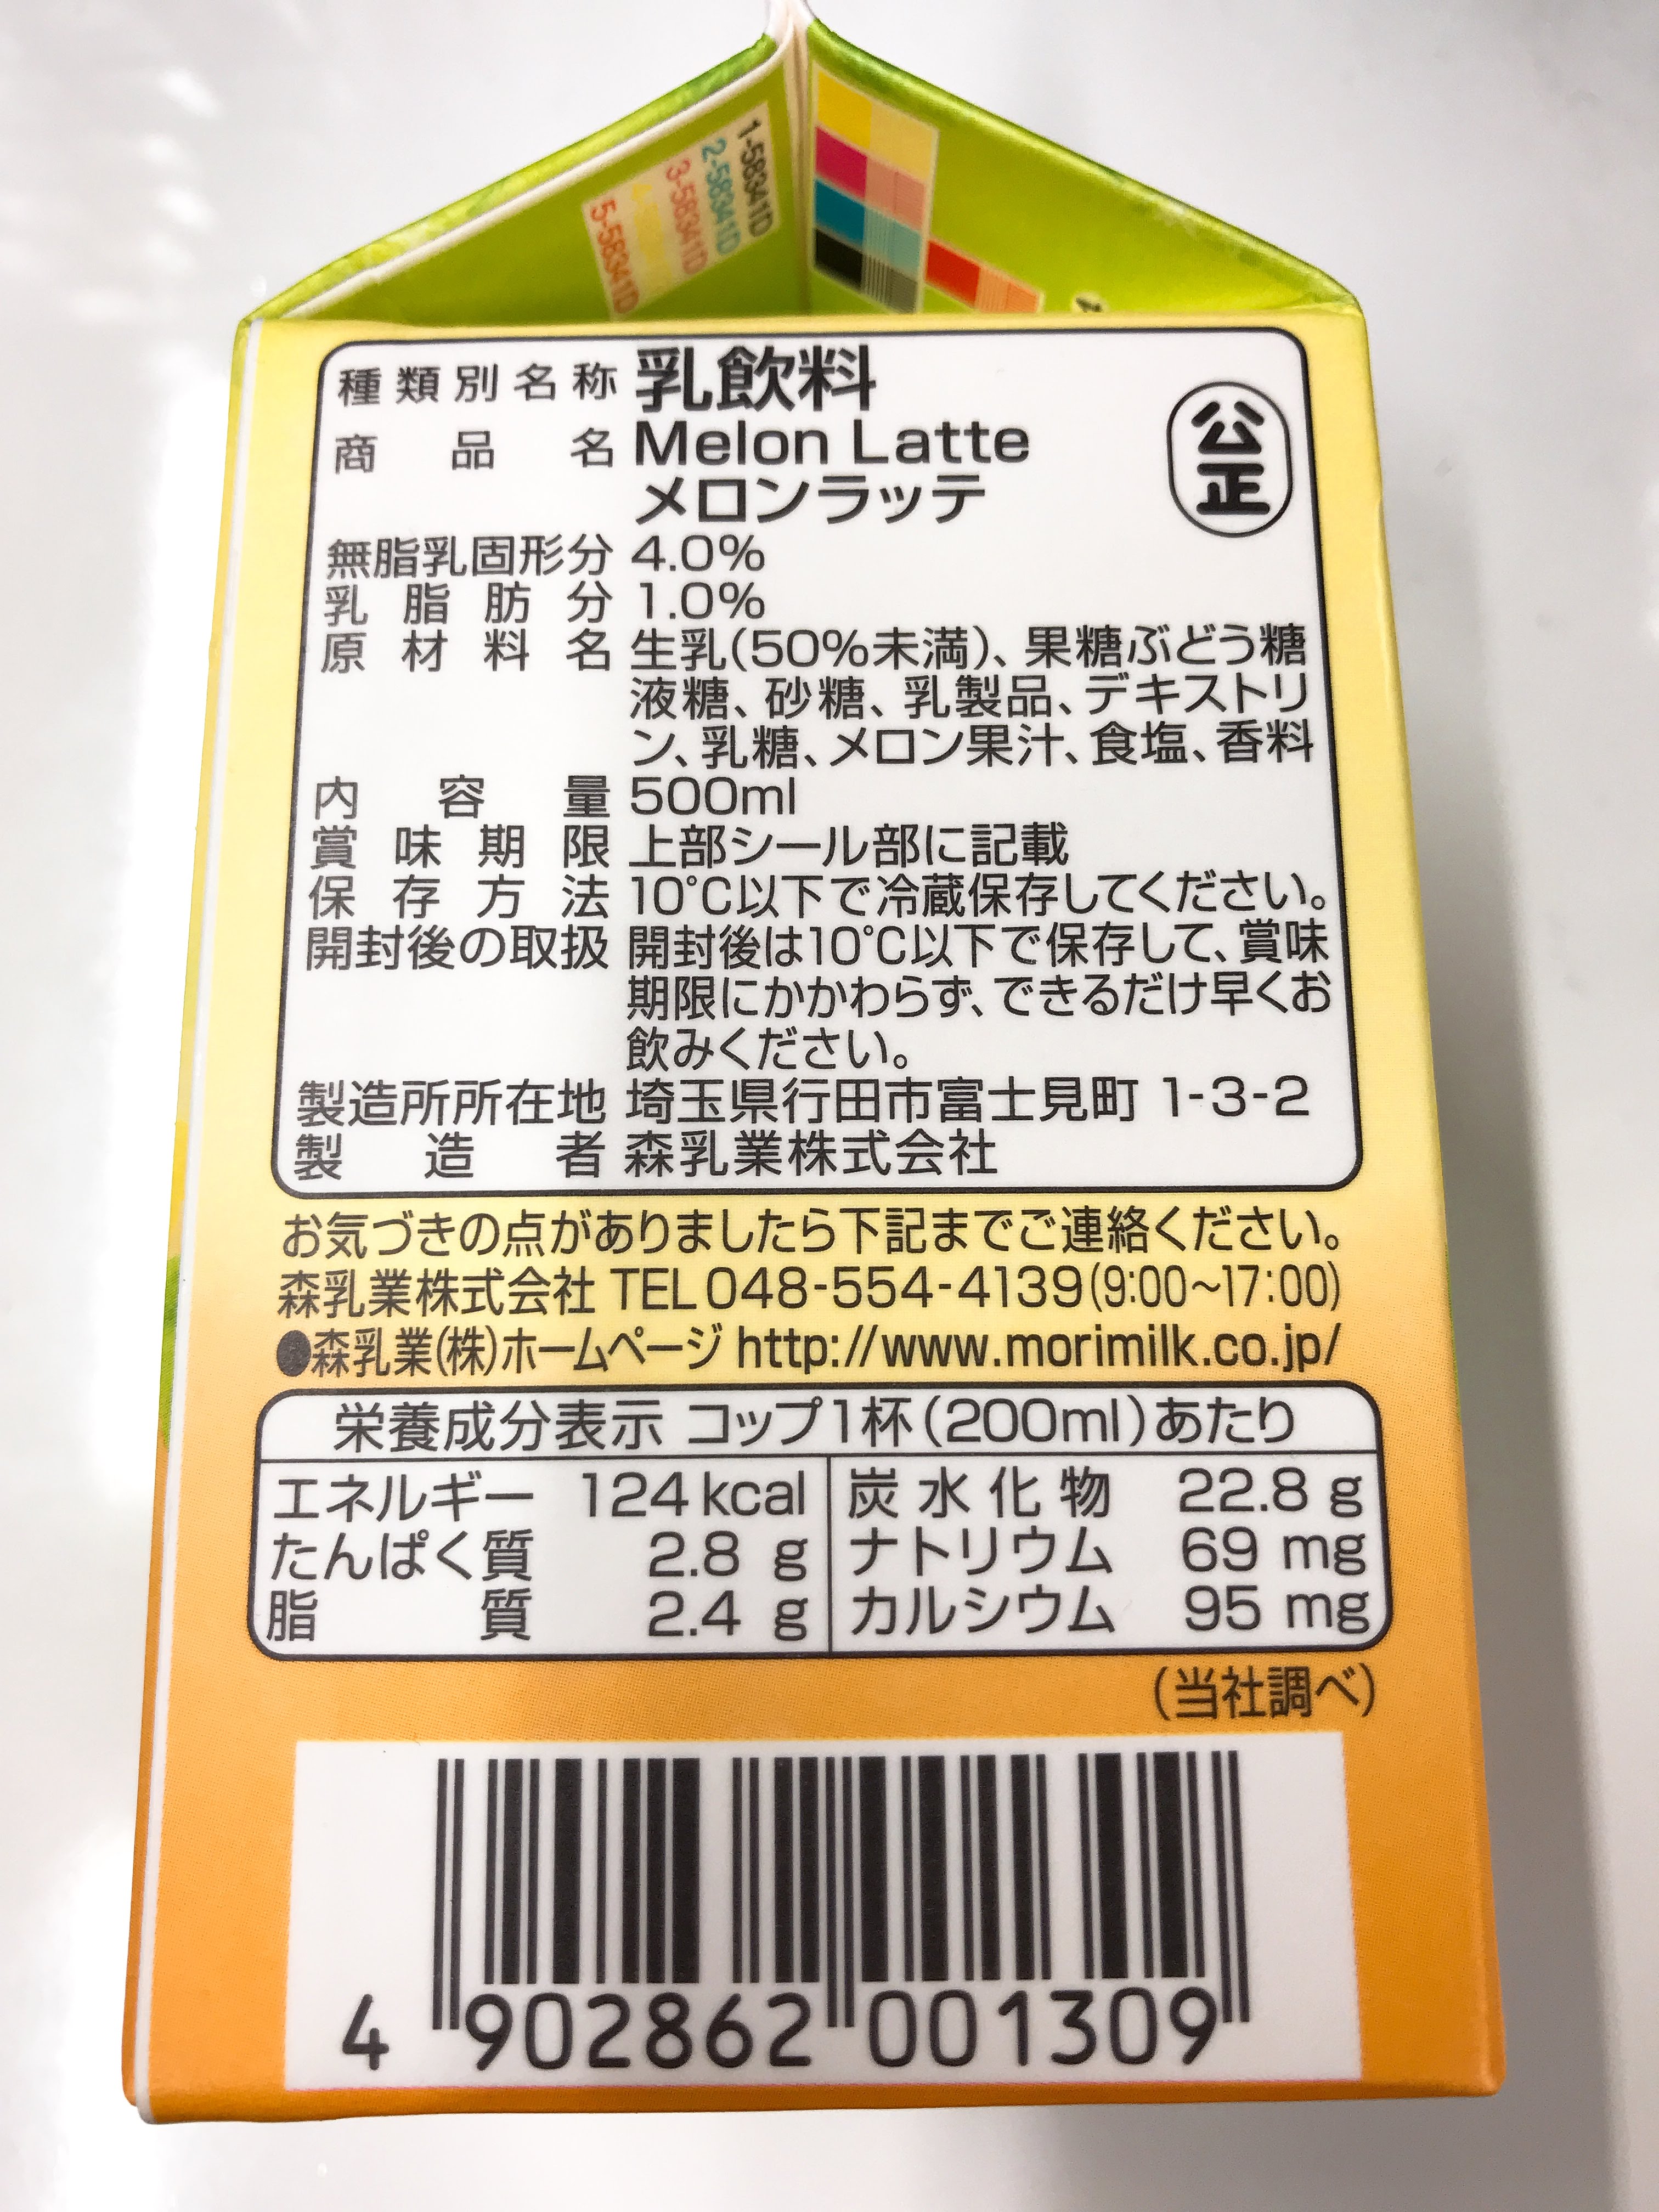 1-58341D
2-58341D
3-58341D
5-58341D
種類別名称 乳飲料
公正
商品名 Melon Latte
メロンラッテ
無脂乳固形分 4.0%
乳脂肪分 1.0%
原材料名 生乳(50%未満)、果糖ぶどう糖
液糖、砂糖、乳製品、デキストリ
ン、乳糖、メロン果汁、食塩、香料
内容量 500ml
賞味期限 上部シール部に記載
保存方法 10℃以下で冷蔵保存してください。
開封後の取扱 開封後は10℃以下で保存して、賞味
期限にかかわらず、できるだけ早くお
飲みください。
製造所所在地 埼玉県行田市富士見町 1-3-2
製造者 森乳業株式会社
お気づきの点がありましたら下記までご連絡ください。
森乳業株式会社 TEL 048-554-4139(9:00~17:00)
●森乳業(株)ホームページ http://www.morimilk.co.jp/
栄養成分表示 コップ1杯(200ml)あたり
エネルギー 124kcal 炭水化物 22.8 g
たんぱく質 2.8 g ナトリウム 69 mg
脂質 2.4 g カルシウム 95 mg
(当社調べ)
4 902862 001309